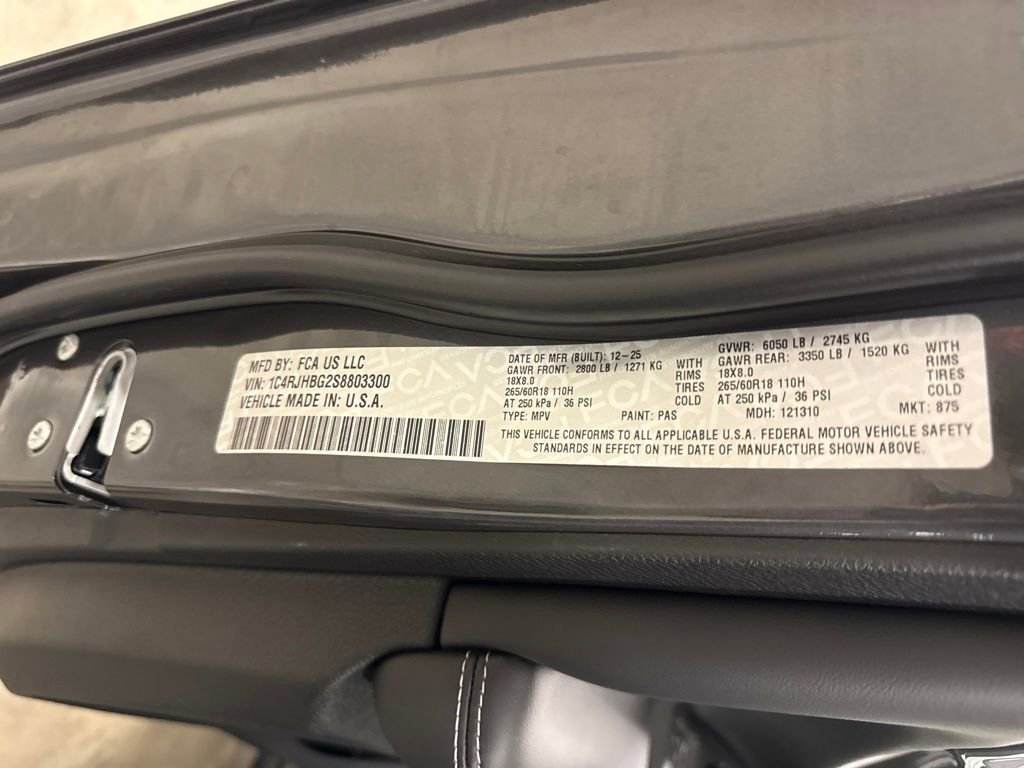 MFD BY: FCA US LLC
VIN: 1C4RJHBG2S8803300
VEHICLE MADE IN: U.S.A.
DATE OF MFR (BUILT): 12-25
GAWR FRONT: 2800 LB / 1271 KG WITH
18X8.0 RIMS
265/60R18 110H TIRES
AT 250 kPa / 36 PSI COLD
TYPE: MPV PAINT: PAS
GVWR: 6050 LB / 2745 KG
GAWR REAR: 3350 LB / 1520 KG WITH
18X8.0 RIMS
265/60R18 110H TIRES
AT 250 kPa / 36 PSI COLD
MDH: 121310 MKT: 875
THIS VEHICLE CONFORMS TO ALL APPLICABLE U.S.A. FEDERAL MOTOR VEHICLE SAFETY
STANDARDS IN EFFECT ON THE DATE OF MANUFACTURE SHOWN ABOVE.